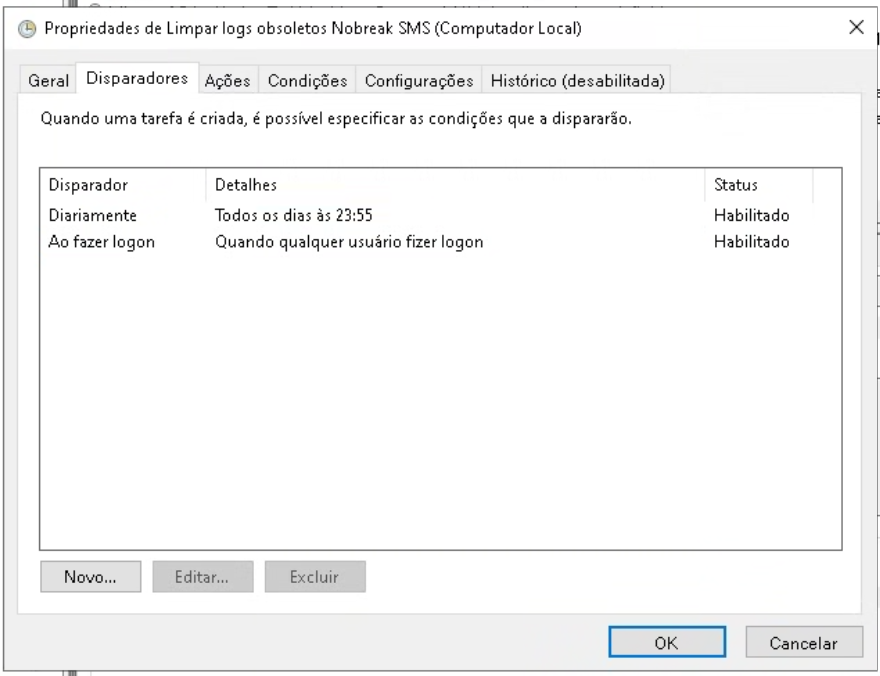 Propriedades de Limpar logs obsoletos Nobreak SMS (Computador Local)
Geral Disparadores Ações Condições Configurações Histórico (desabilitada)
Quando uma tarefa é criada, é possível especificar as condições que a dispararão.
Disparador Detalhes Status
Diariamente Todos os dias às 23:55 Habilitado
Ao fazer logon Quando qualquer usuário fizer logon Habilitado
Novo... Editar... Excluir
OK Cancelar